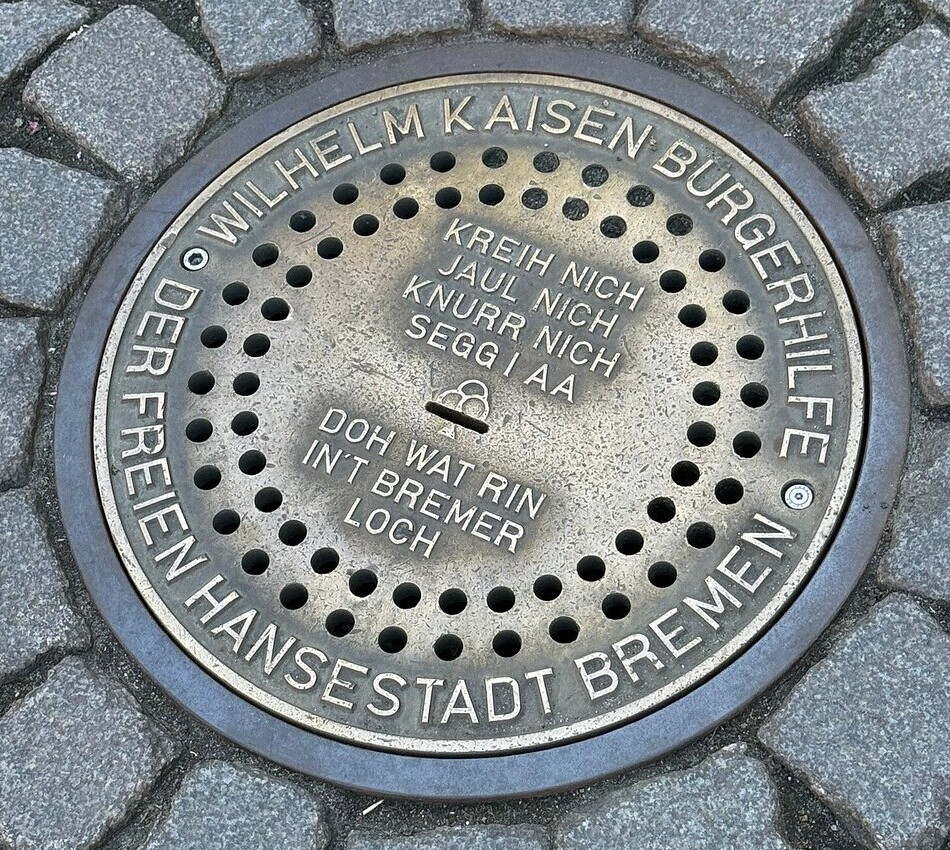 WILHELM KAISEN-BÜRGERHILFE
DER FREIEN HANSESTADT BREMEN
KREIH NICH
JAUL NICH
KNURR NICH
SEGG I AA
DOH WAT RIN
IN'T BREMER
LOCH